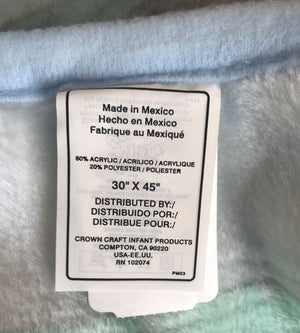 Made in Mexico
Hecho en Mexico
Fabrique au Mexiqué
80% ACRYLIC / ACRILICO / ACRYLIQUE
20% POLYESTER / POLIESTER
30" X 45"
DISTRIBUTED BY:/
DISTRIBUIDO POR:/
DISTRIBUE POUR:/
CROWN CRAFT INFANT PRODUCTS
COMPTON, CA 90220
USA-EE.UU.
RN 102074
PM03